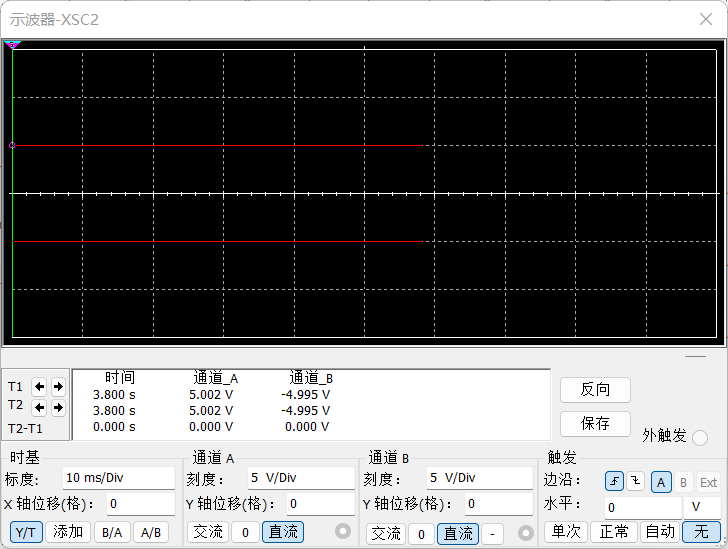 示波器-XSC2
时间 通道_A 通道_B
T1 3.800 s 5.002 V -4.995 V
T2 3.800 s 5.002 V -4.995 V
T2-T1 0.000 s 0.000 V 0.000 V
反向
保存
外触发
时基 通道 A 通道 B 触发
标度: 10 ms/Div 刻度: 5 V/Div 刻度: 5 V/Div 边沿: A B Ext
X 轴位移(格): 0 Y 轴位移(格): 0 Y 轴位移(格): 0 水平: 0 V
Y/T 添加 B/A A/B 交流 0 直流 交流 0 直流 - 单次 正常 自动 无